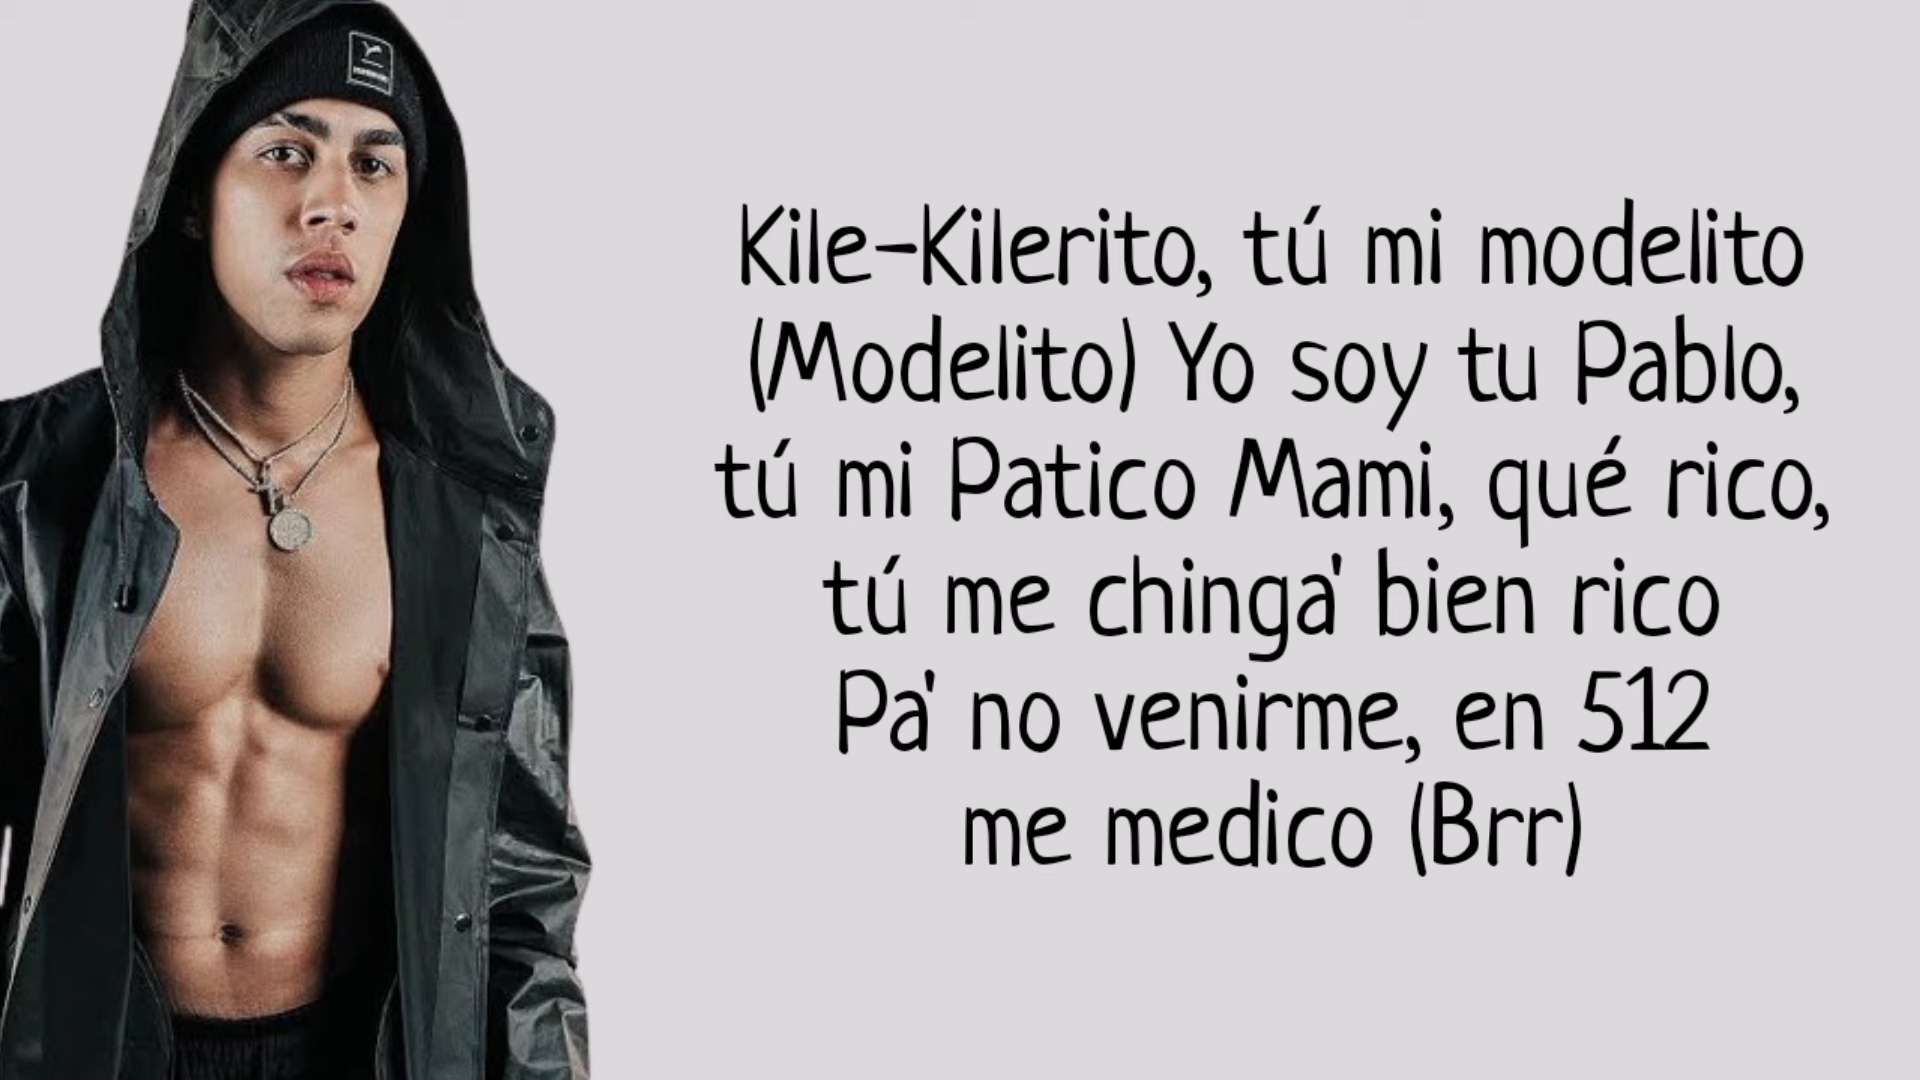 Kile-Kilerito, tú mi modelito
(Modelito) Yo soy tu Pablo,
tú mi Patico Mami, qué rico,
tú me chinga' bien rico
Pa' no venirme, en 512
me medico (Brr)